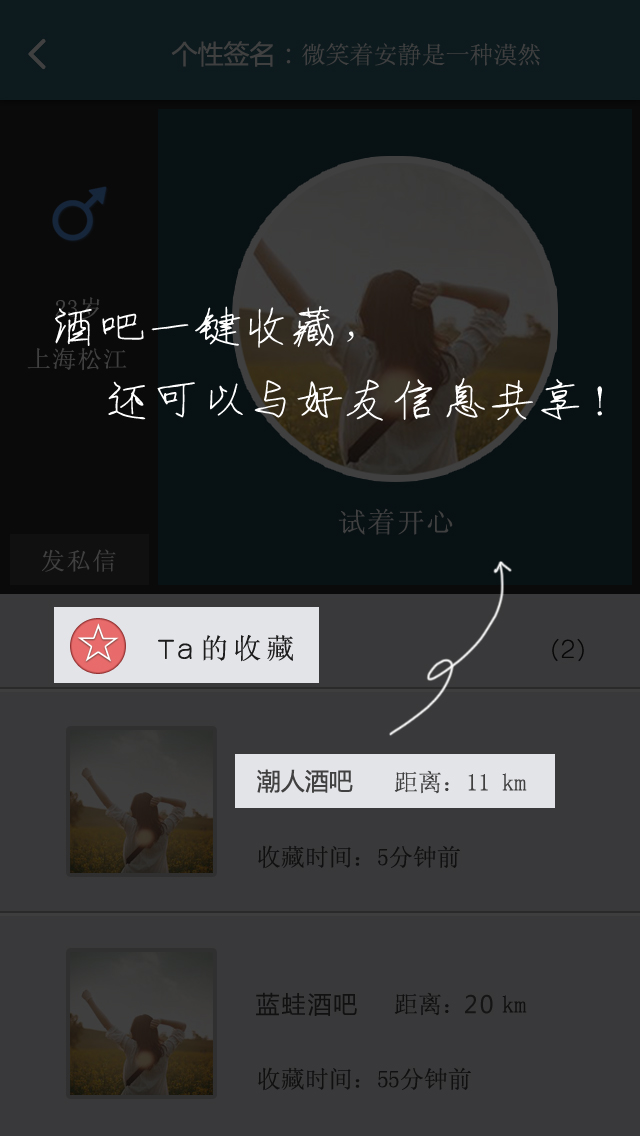 个性签名：微笑着安静是一种漠然
23岁
酒吧一键收藏，
上海松江
还可以与好友信息共享！
试着开心
发私信
Ta的收藏
(2)
潮人酒吧 距离：11 km
收藏时间：5分钟前
蓝蛙酒吧 距离：20 km
收藏时间：55分钟前